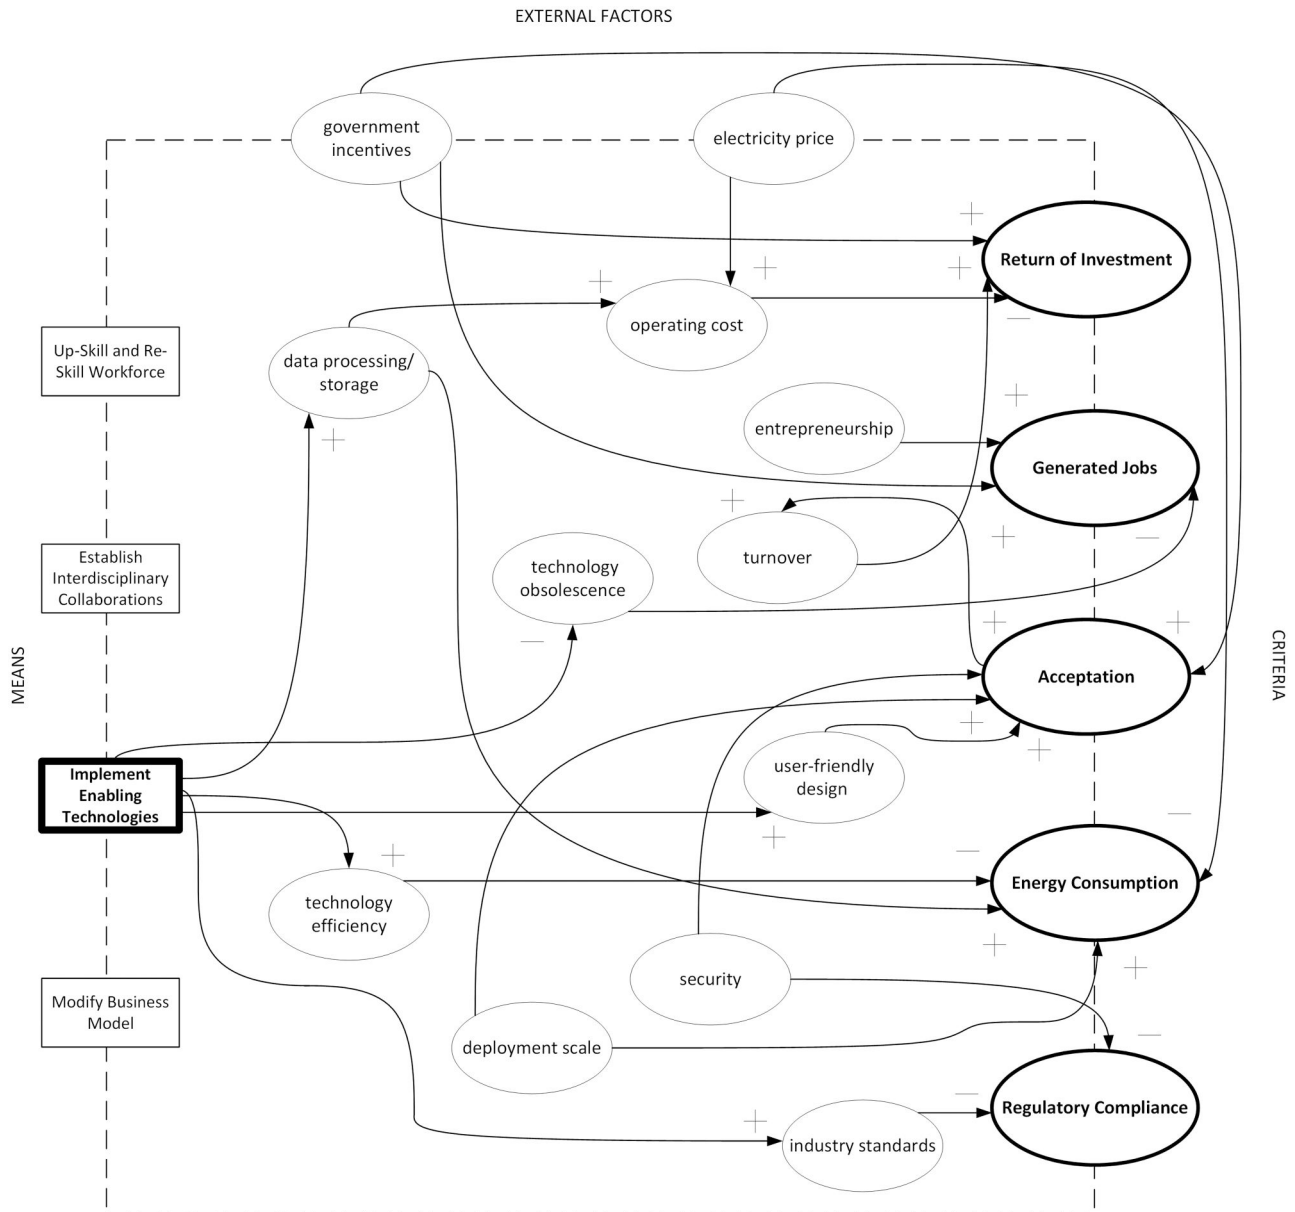 EXTERNAL FACTORS
government
incentives
electricity price
+
Return of Investment
+
+
+
operating cost
−
Up-Skill and Re-
Skill Workforce
data processing/
storage
+
+
entrepreneurship
Generated Jobs
+
turnover
+
−
Establish
Interdisciplinary
Collaborations
technology
obsolescence
−
+
+
MEANS
CRITERIA
Acceptation
+
+
Implement
Enabling
Technologies
user-friendly
design
+
−
+
−
Energy Consumption
technology
efficiency
+
+
security
Modify Business
Model
deployment scale
−
−
+
Regulatory Compliance
industry standards